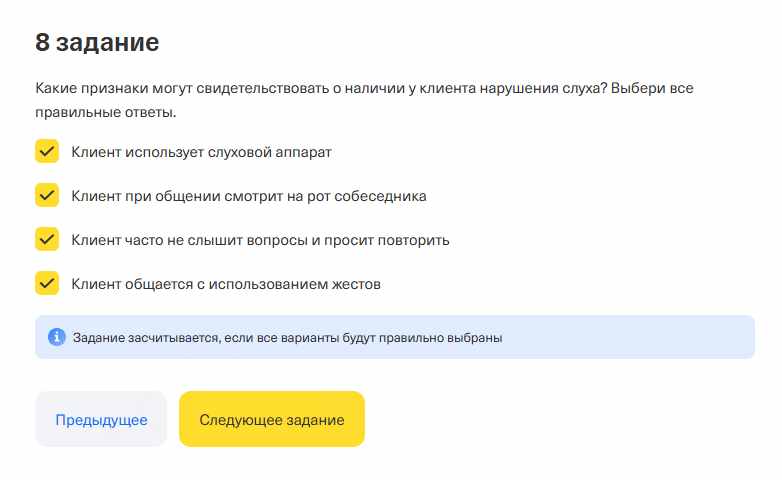 8 задание
Какие признаки могут свидетельствовать о наличии у клиента нарушения слуха? Выбери все
правильные ответы.
Клиент использует слуховой аппарат
Клиент при общении смотрит на рот собеседника
Клиент часто не слышит вопросы и просит повторить
Клиент общается с использованием жестов
Задание засчитывается, если все варианты будут правильно выбраны
Предыдущее
Следующее задание